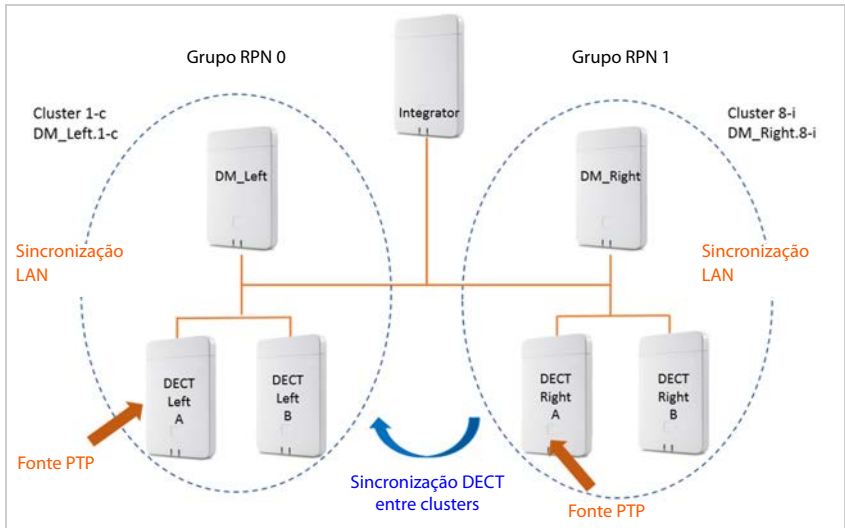 Grupo RPN 0
Grupo RPN 1
Integrator
Cluster 1-c
DM_Left.1-c
Cluster 8-i
DM_Right.8-i
DM_Left
DM_Right
Sincronização
LAN
Sincronização
LAN
DECT
Left
A
DECT
Left
B
DECT
Right
A
DECT
Right
B
Fonte PTP
Sincronização DECT
entre clusters
Fonte PTP